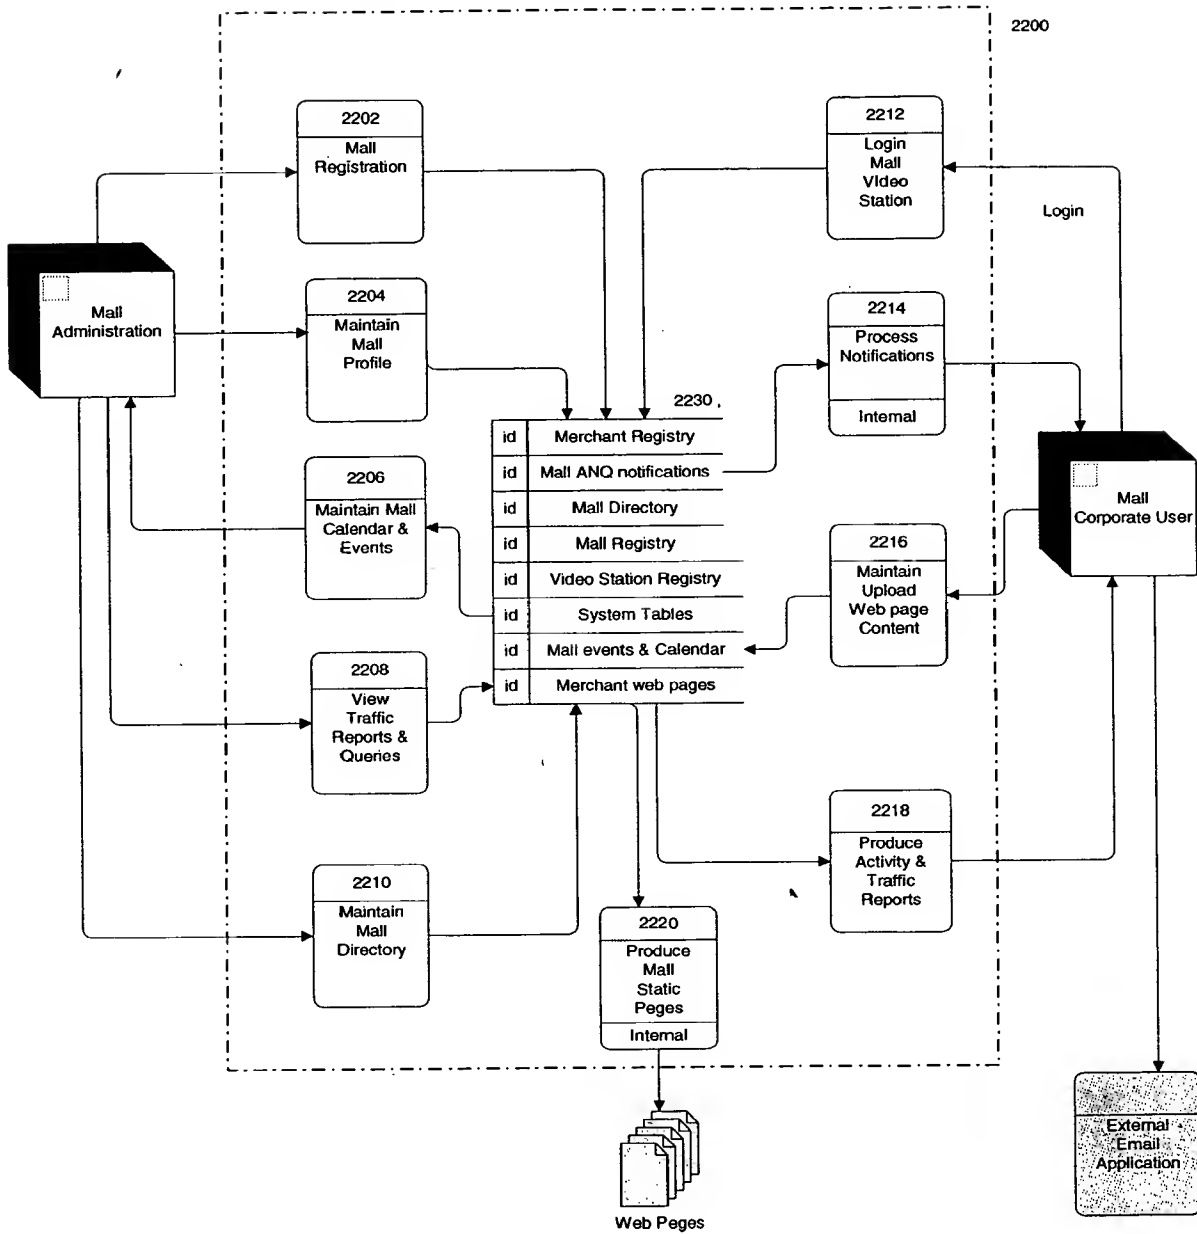 2200
2202
Mall
Registration
2212
Login
Mall
Video
Station
Login
Mall
Administration
2204
Maintain
Mall
Profile
2214
Process
Notifications
Internal
2230
id Merchant Registry
id Mall ANQ notifications
id Mall Directory
id Mall Registry
id Video Station Registry
id System Tables
id Mall events & Calendar
id Merchant web pages
2206
Maintain Mall
Calendar &
Events
Mall
Corporate User
2216
Maintain
Upload
Web page
Content
2208
View
Traffic
Reports &
Queries
2218
Produce
Activity &
Traffic
Reports
2210
Maintain
Mall
Directory
2220
Produce
Mall
Static
Peges
Internal
External
Email
Application
Web Peges